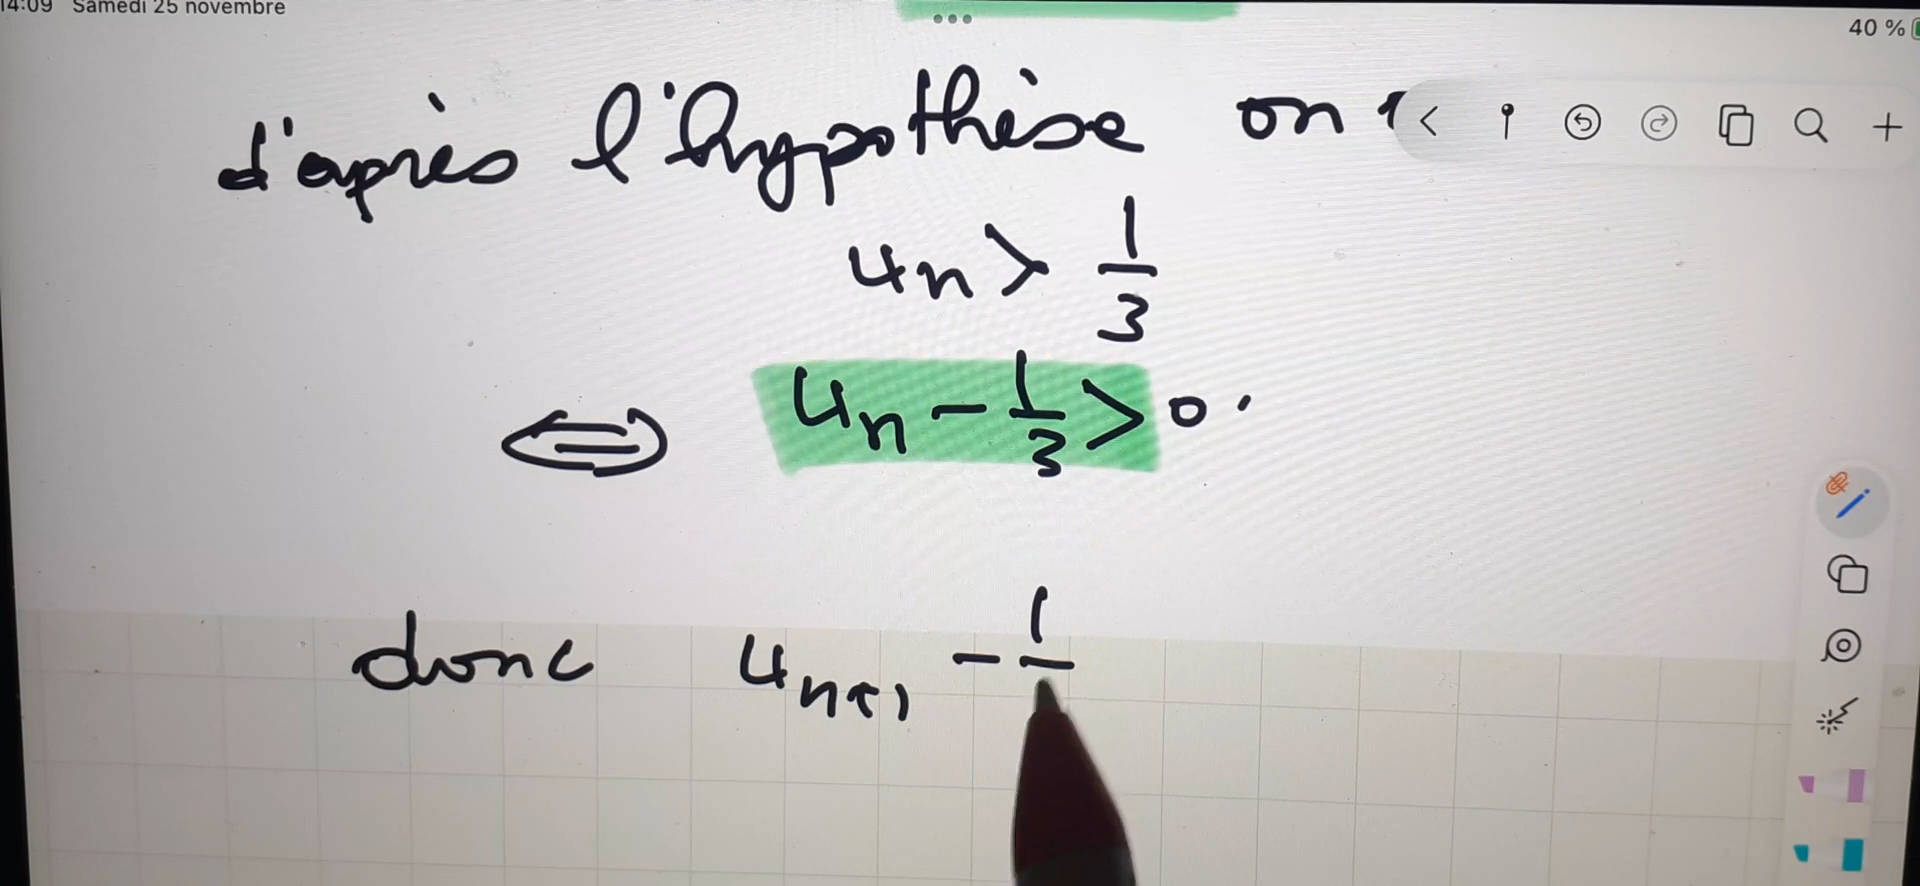 14:09 Samedi 25 novembre
40 %
d'après l'hypothèse on
un > 1/3
⇔ un - 1/3 > 0.
donc un+1 - 1